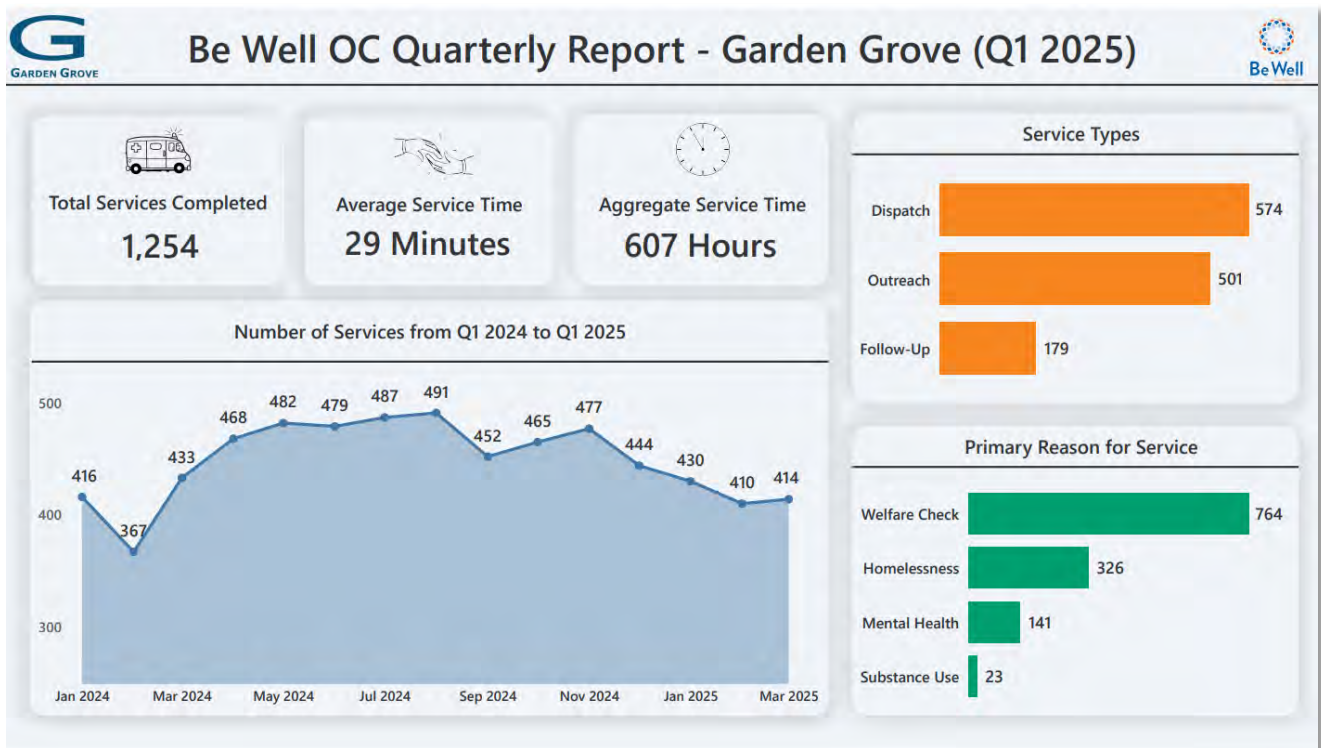 G
GARDEN GROVE
Be Well OC Quarterly Report - Garden Grove (Q1 2025)
Be Well
Total Services Completed
1,254
Average Service Time
29 Minutes
Aggregate Service Time
607 Hours
Number of Services from Q1 2024 to Q1 2025
500
400
300
416
367
433
468
482
479
487
491
452
465
477
444
430
410
414
Jan 2024
Mar 2024
May 2024
Jul 2024
Sep 2024
Nov 2024
Jan 2025
Mar 2025
Service Types
Dispatch 574
Outreach 501
Follow-Up 179
Primary Reason for Service
Welfare Check 764
Homelessness 326
Mental Health 141
Substance Use 23